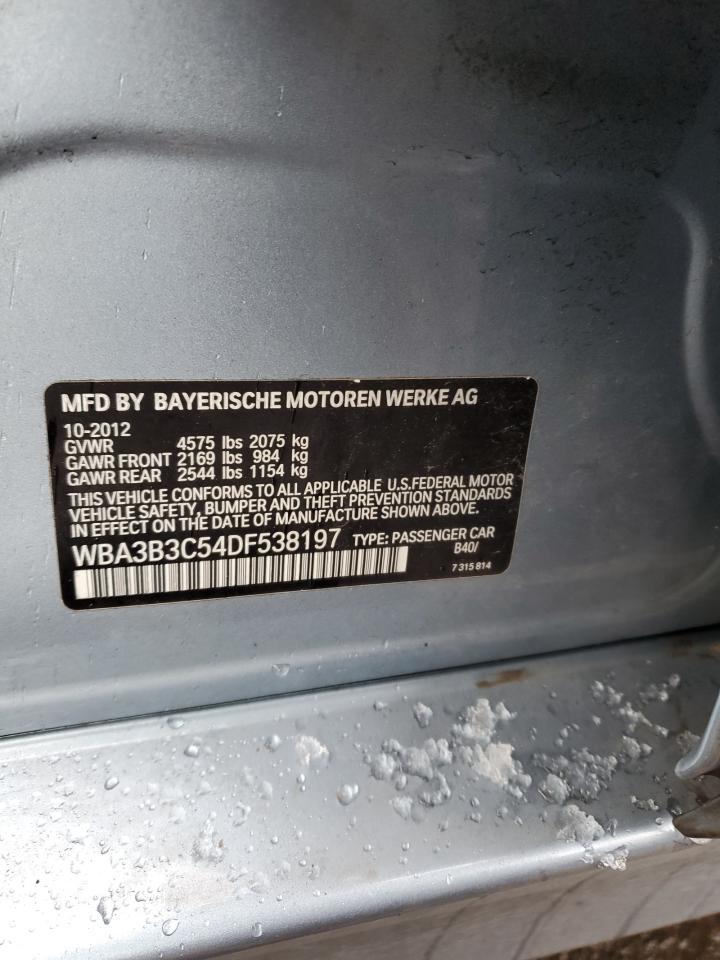 MFD BY BAYERISCHE MOTOREN WERKE AG
10-2012
GVWR 4575 lbs 2075 kg
GAWR FRONT 2169 lbs 984 kg
GAWR REAR 2544 lbs 1154 kg
THIS VEHICLE CONFORMS TO ALL APPLICABLE U.S.FEDERAL MOTOR
VEHICLE SAFETY, BUMPER AND THEFT PREVENTION STANDARDS
IN EFFECT ON THE DATE OF MANUFACTURE SHOWN ABOVE.
WBA3B3C54DF538197 TYPE: PASSENGER CAR
B40/
7 315 814